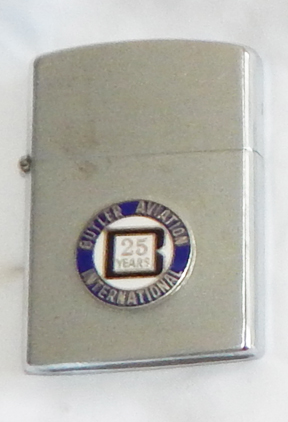 BUTLER AVIATION
25
YEARS
INTERNATIONAL